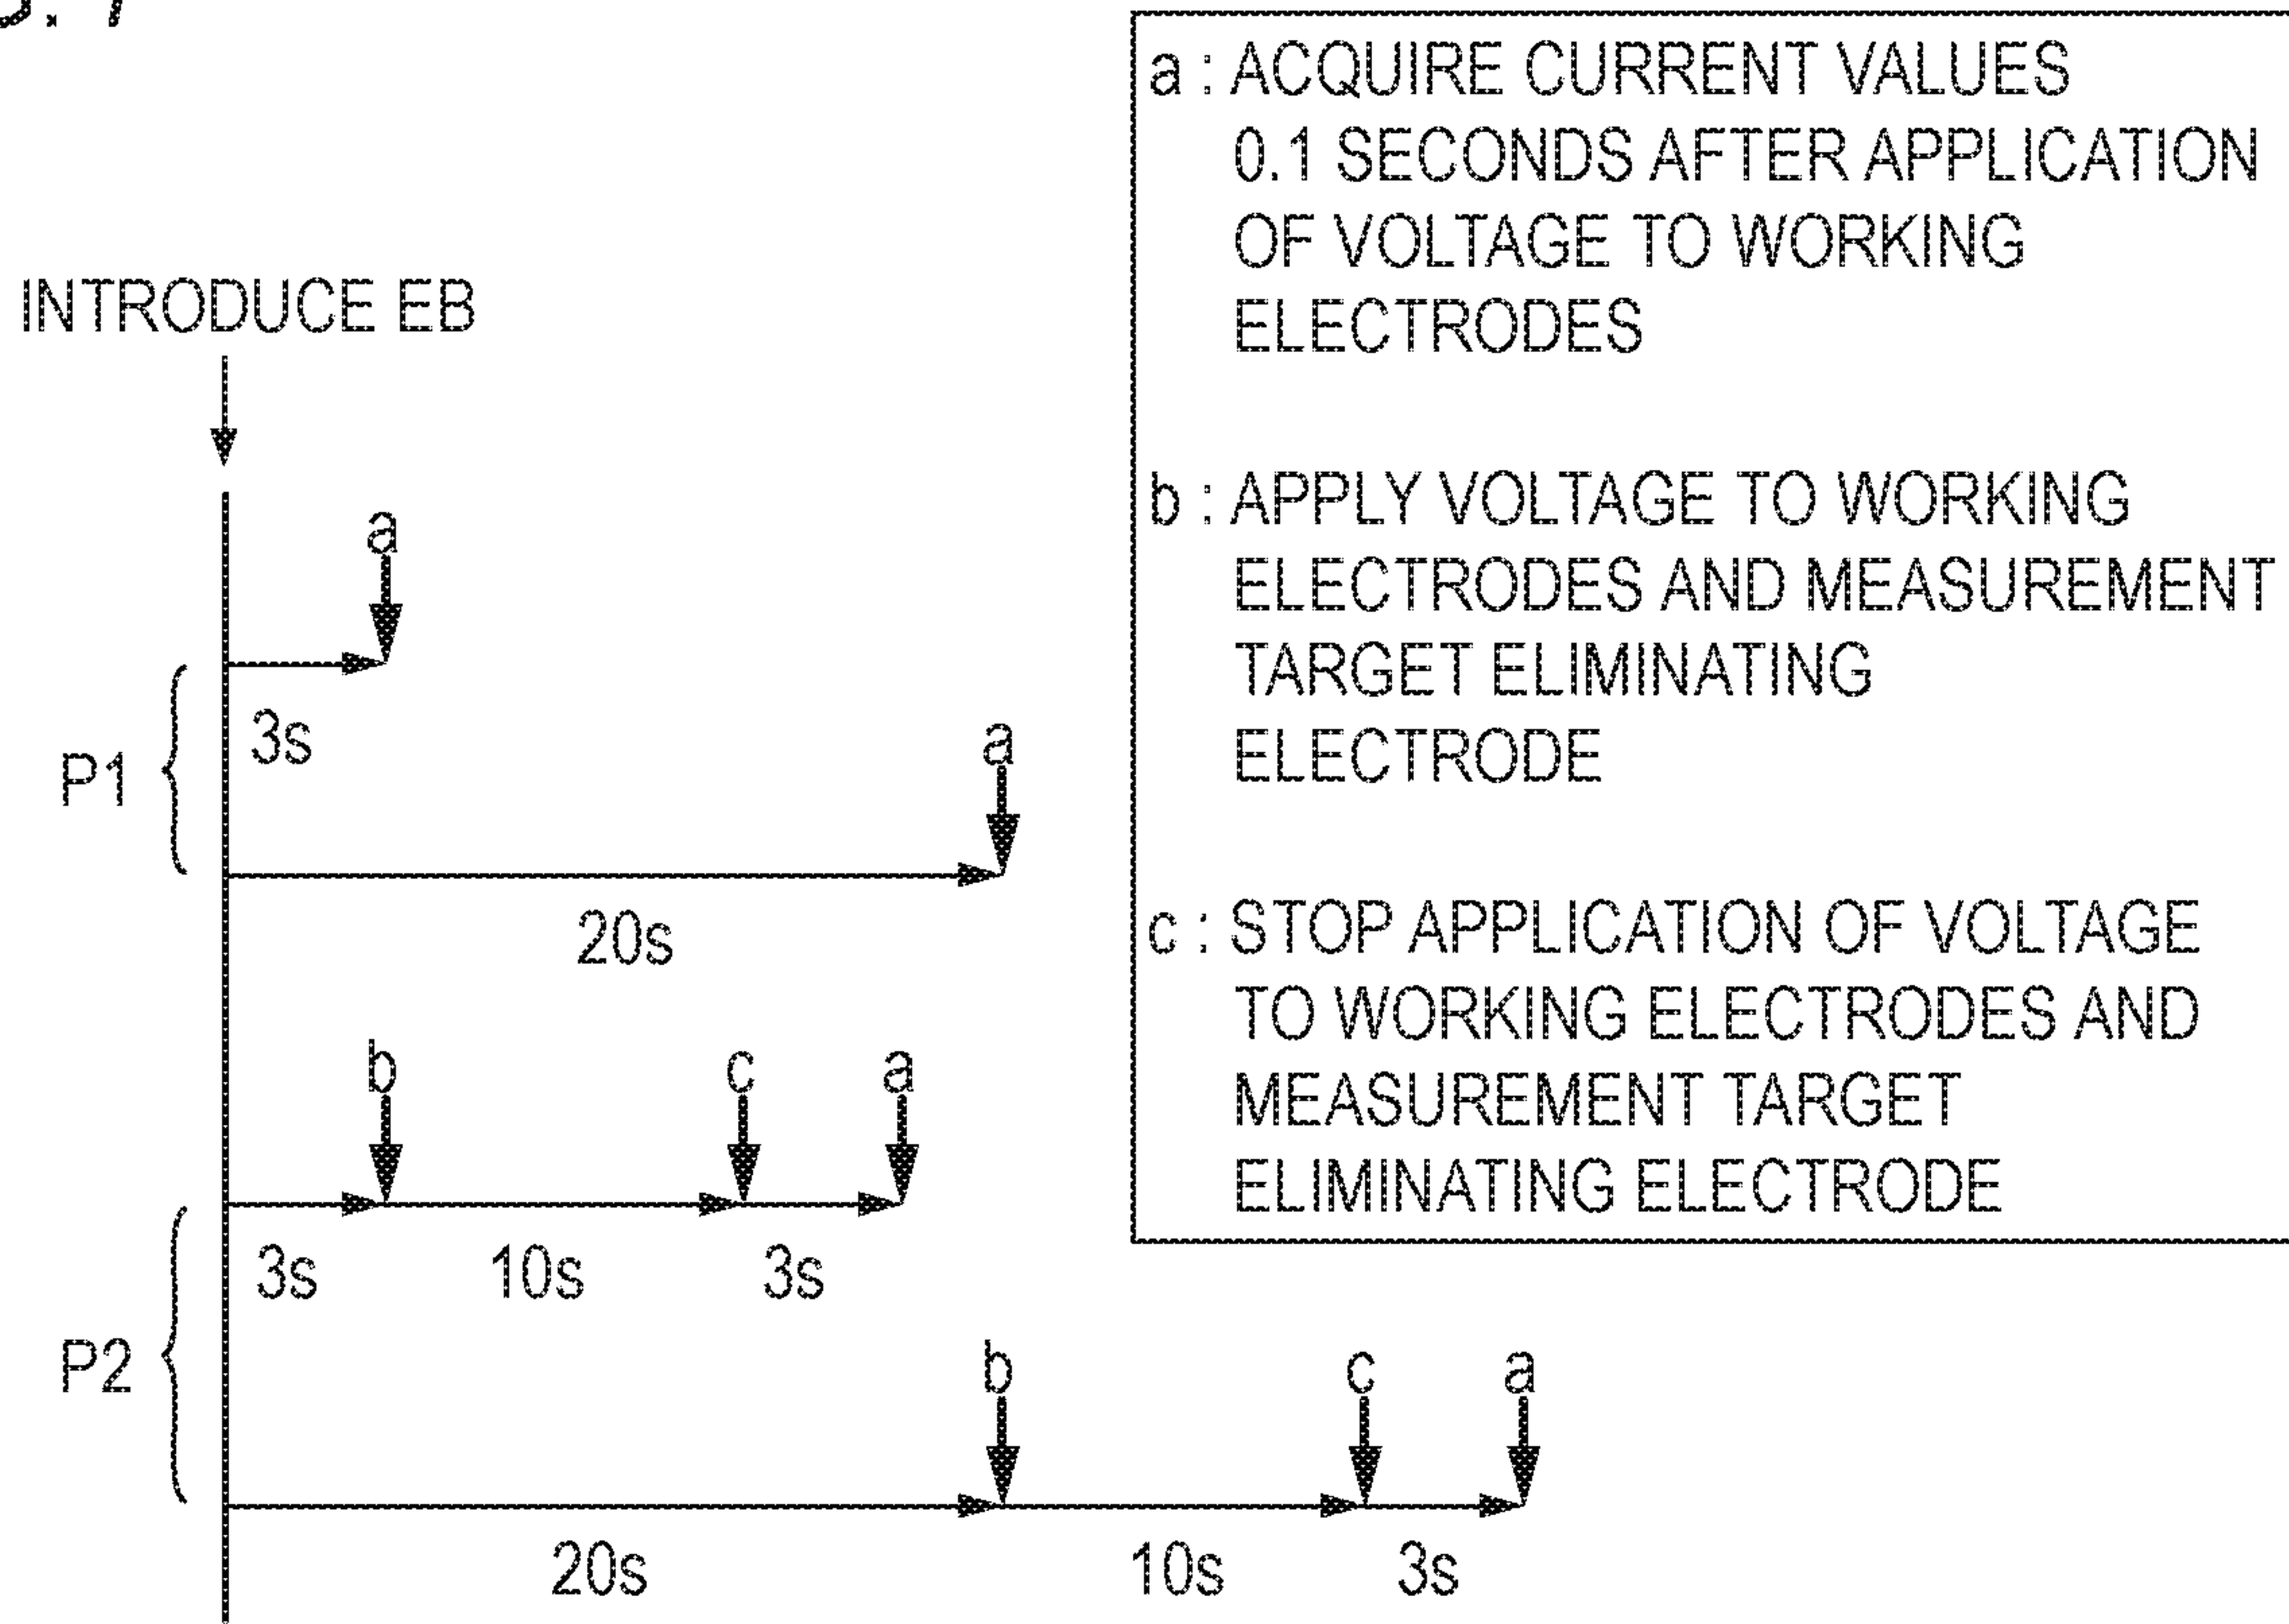 a : ACQUIRE CURRENT VALUES
0.1 SECONDS AFTER APPLICATION
OF VOLTAGE TO WORKING
ELECTRODES
b : APPLY VOLTAGE TO WORKING
ELECTRODES AND MEASUREMENT
TARGET ELIMINATING
ELECTRODE
c : STOP APPLICATION OF VOLTAGE
TO WORKING ELECTRODES AND
MEASUREMENT TARGET
ELIMINATING ELECTRODE
INTRODUCE EB
a
3s
P1
a
20s
b c a
3s 10s 3s
P2
b c a
20s 10s 3s